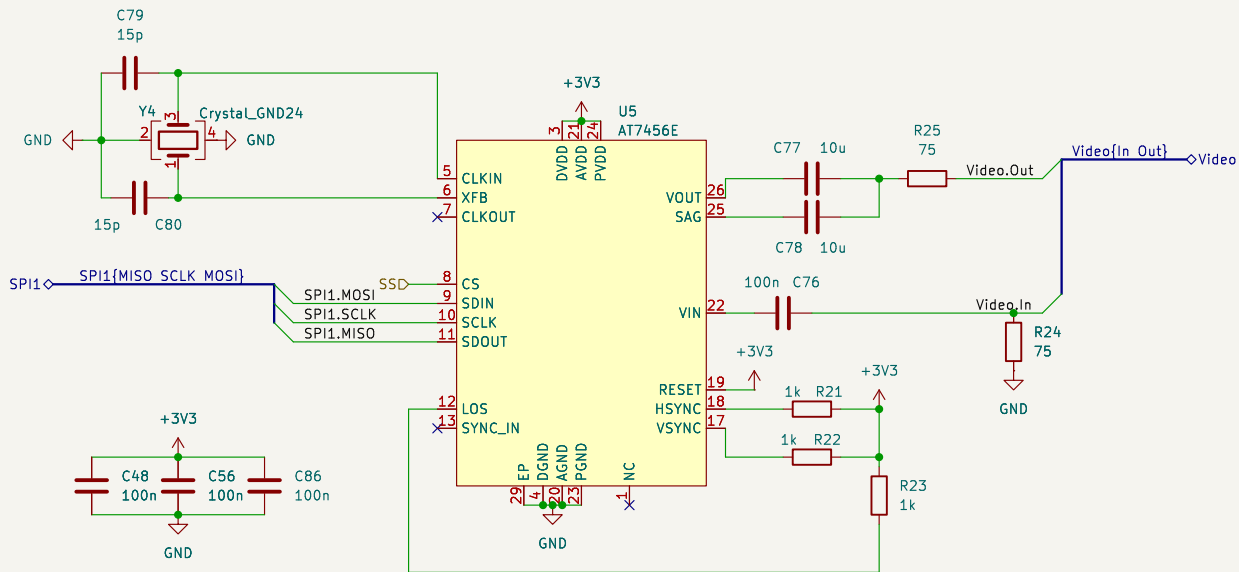 C79
15p
Y4
Crystal_GND24
3
2
4
1
GND
GND
15p
C80
+3V3
U5
AT7456E
3
21
24
DVDD
AVDD
PVDD
5
CLKIN
6
XFB
7
CLKOUT
SPI1
SPI1{MISO SCLK MOSI}
SS
8
CS
SPI1.MOSI
9
SDIN
SPI1.SCLK
10
SCLK
SPI1.MISO
11
SDOUT
12
LOS
13
SYNC_IN
VOUT
26
SAG
25
VIN
22
RESET
19
HSYNC
18
VSYNC
17
EP
DGND
AGND
PGND
NC
29
4
20
23
1
GND
C77
10u
C78
10u
R25
75
Video.Out
Video{In Out}
Video
100n
C76
Video.In
R24
75
GND
+3V3
+3V3
1k
R21
1k
R22
R23
1k
+3V3
C48
100n
C56
100n
C86
100n
GND